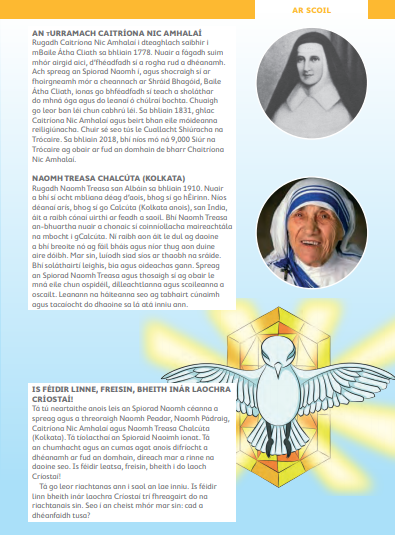 AR SCOIL
AN tURRAMACH CAITRÍONA NIC AMHALAÍ
Rugadh Caitríona Nic Amhalaí i dteaghlach saibhir i
mBaile Átha Cliath sa bhliain 1778. Nuair a fágadh suim
mhór airgid aici, d'fhéadfadh sí a rogha rud a dhéanamh.
Ach spreag an Spiorad Naomh í, agus shocraigh sí ar
fhoirgneamh mór a cheannach ar Shráid Bhagóid, Baile
Átha Cliath, ionas go bhféadfadh sí teach a sholáthar
do mhná óga agus do leanaí ó chúlraí bochta. Chuaigh
go leor ban léi chun cabhrú léi. Sa bhliain 1831, ghlac
Caitríona Nic Amhalaí agus beirt bhan eile móideanna
reiligiúnacha. Chuir sé seo tús le Cuallacht Shiúracha na
Trócaire. Sa bhliain 2018, bhí níos mó ná 9,000 Siúr na
Trócaire ag obair ar fud an domhain de bharr Chaitríona
Nic Amhalaí.
NAOMH TREASA CHALCÚTA (KOLKATA)
Rugadh Naomh Treasa san Albáin sa bhliain 1910. Nuair
a bhí sí ocht mbliana déag d'aois, bhog sí go hÉirinn. Níos
déanaí arís, bhog sí go Calcúta (Kolkata anois), san India,
áit a raibh cónaí uirthi ar feadh a saoil. Bhí Naomh Treasa
an-bhuartha nuair a chonaic sí coinníollacha maireachtála
na mbocht i gCalcúta. Ní raibh aon áit le dul ag daoine
a bhí breoite nó ag fáil bháis agus níor thug aon duine
aire dóibh. Mar sin, luíodh siad síos ar thaobh na sráide.
Bhí soláthairtí leighis, bia agus oideachas gann. Spreag
an Spiorad Naomh Treasa agus thosaigh sí ag obair le
mná eile chun ospidéil, dílleachtlanna agus scoileanna a
oscailt. Leanann na háiteanna seo ag tabhairt cúnaimh
agus tacaíocht do dhaoine sa lá atá inniu ann.
IS FÉIDIR LINNE, FREISIN, BHEITH INÁR LAOCHRA
CRÍOSTAÍ!
Tá tú neartaithe anois leis an Spiorad Naomh céanna a
spreag agus a threoraigh Naomh Peadar, Naomh Pádraig,
Caitríona Nic Amhalaí agus Naomh Treasa Chalcúta
(Kolkata). Tá tíolacthaí an Spioraid Naoimh ionat. Tá
an chumhacht agus an cumas agat anois difríocht a
dhéanamh ar fud an domhain, díreach mar a rinne na
daoine seo. Is féidir leatsa, freisin, bheith i do laoch
Críostaí!
Tá go leor riachtanas ann i saol an lae inniu. Is féidir
linn bheith inár laochra Críostaí trí fhreagairt do na
riachtanais sin. Seo i an cheist mhór mar sin: cad a
dhéanfaidh tusa?